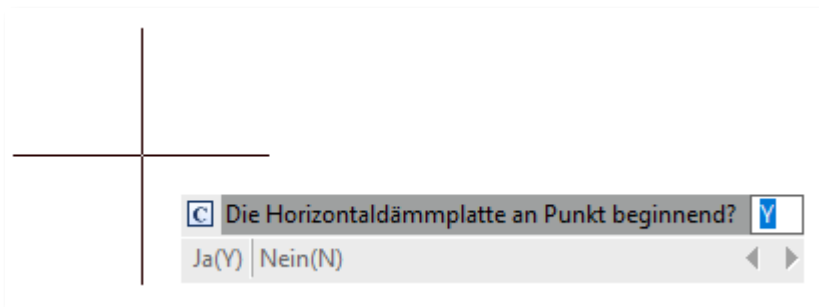 C Die Horizontaldämmplatte an Punkt beginnend? Y
Ja(Y) Nein(N)